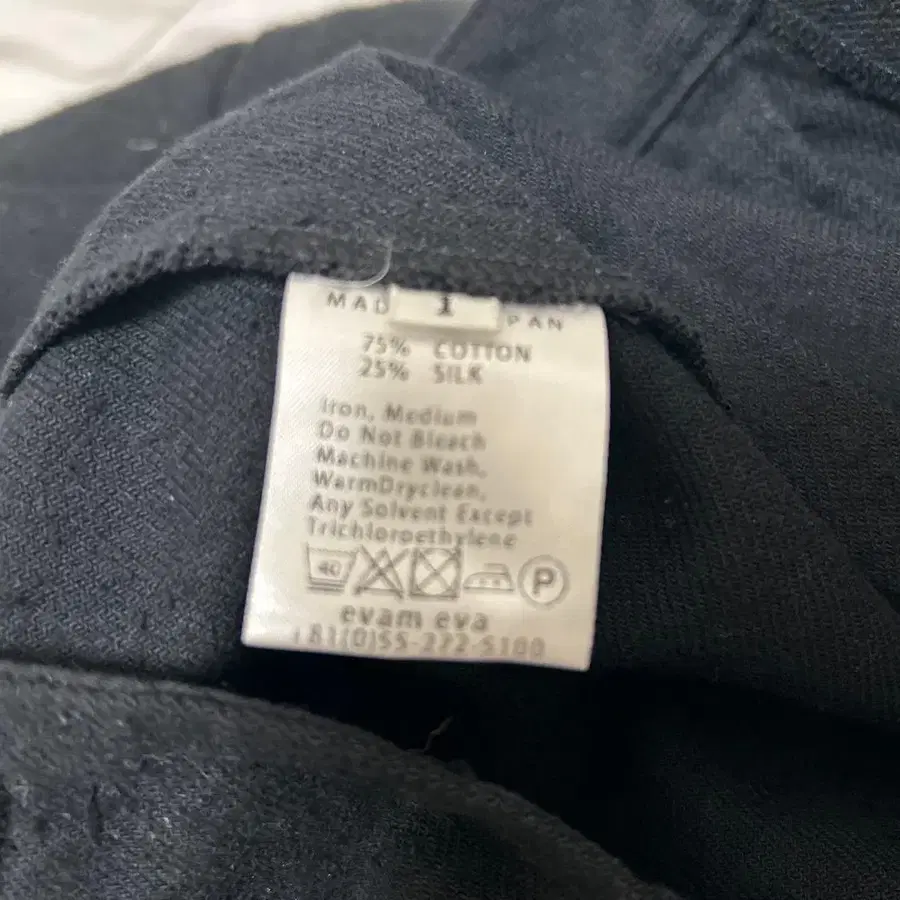 MAD 1 PAN
75% COTTON
25% SILK
Iron, Medium
Do Not Bleach
Machine Wash,
WarmDryclean,
Any Solvent Except
Trichloroethylene
40 P
evam eva
81(0)55-272-5100